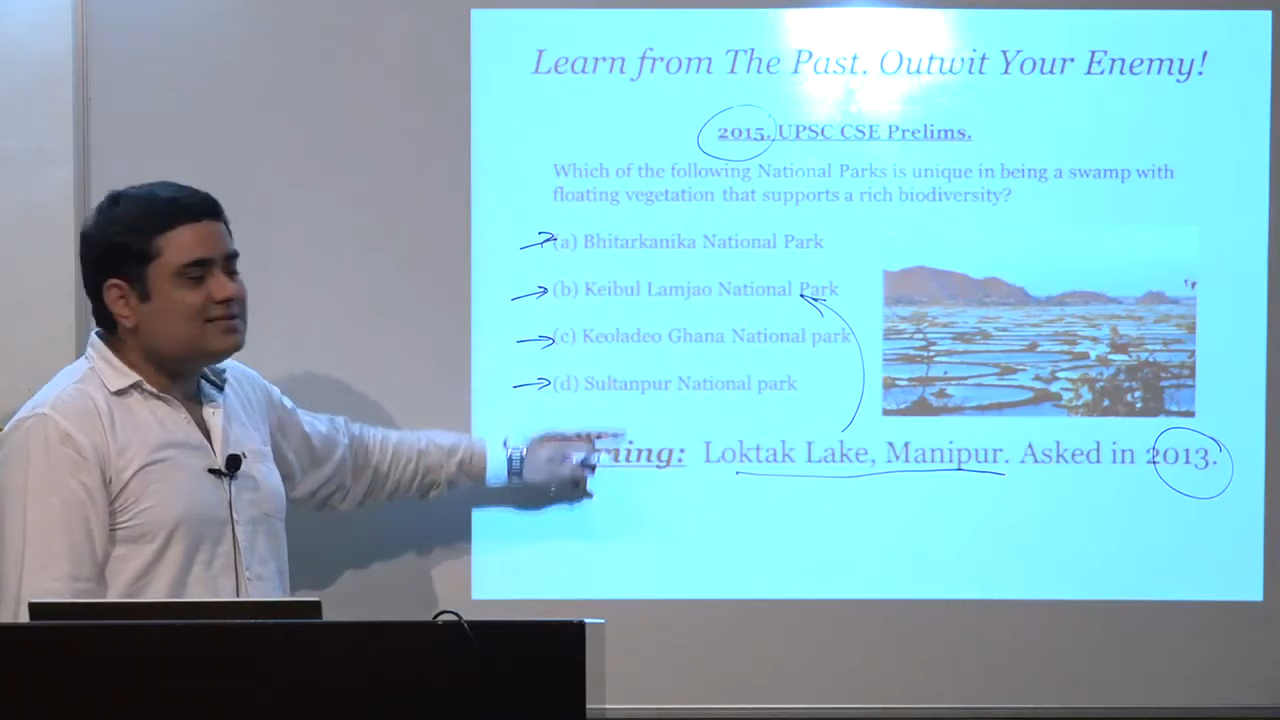 Learn from The Past. Outwit Your Enemy!
2015. UPSC CSE Prelims.
Which of the following National Parks is unique in being a swamp with
floating vegetation that supports a rich biodiversity?
(a) Bhitarkanika National Park
(b) Keibul Lamjao National Park
(c) Keoladeo Ghana National park
(d) Sultanpur National park
Loktak Lake, Manipur. Asked in 2013.